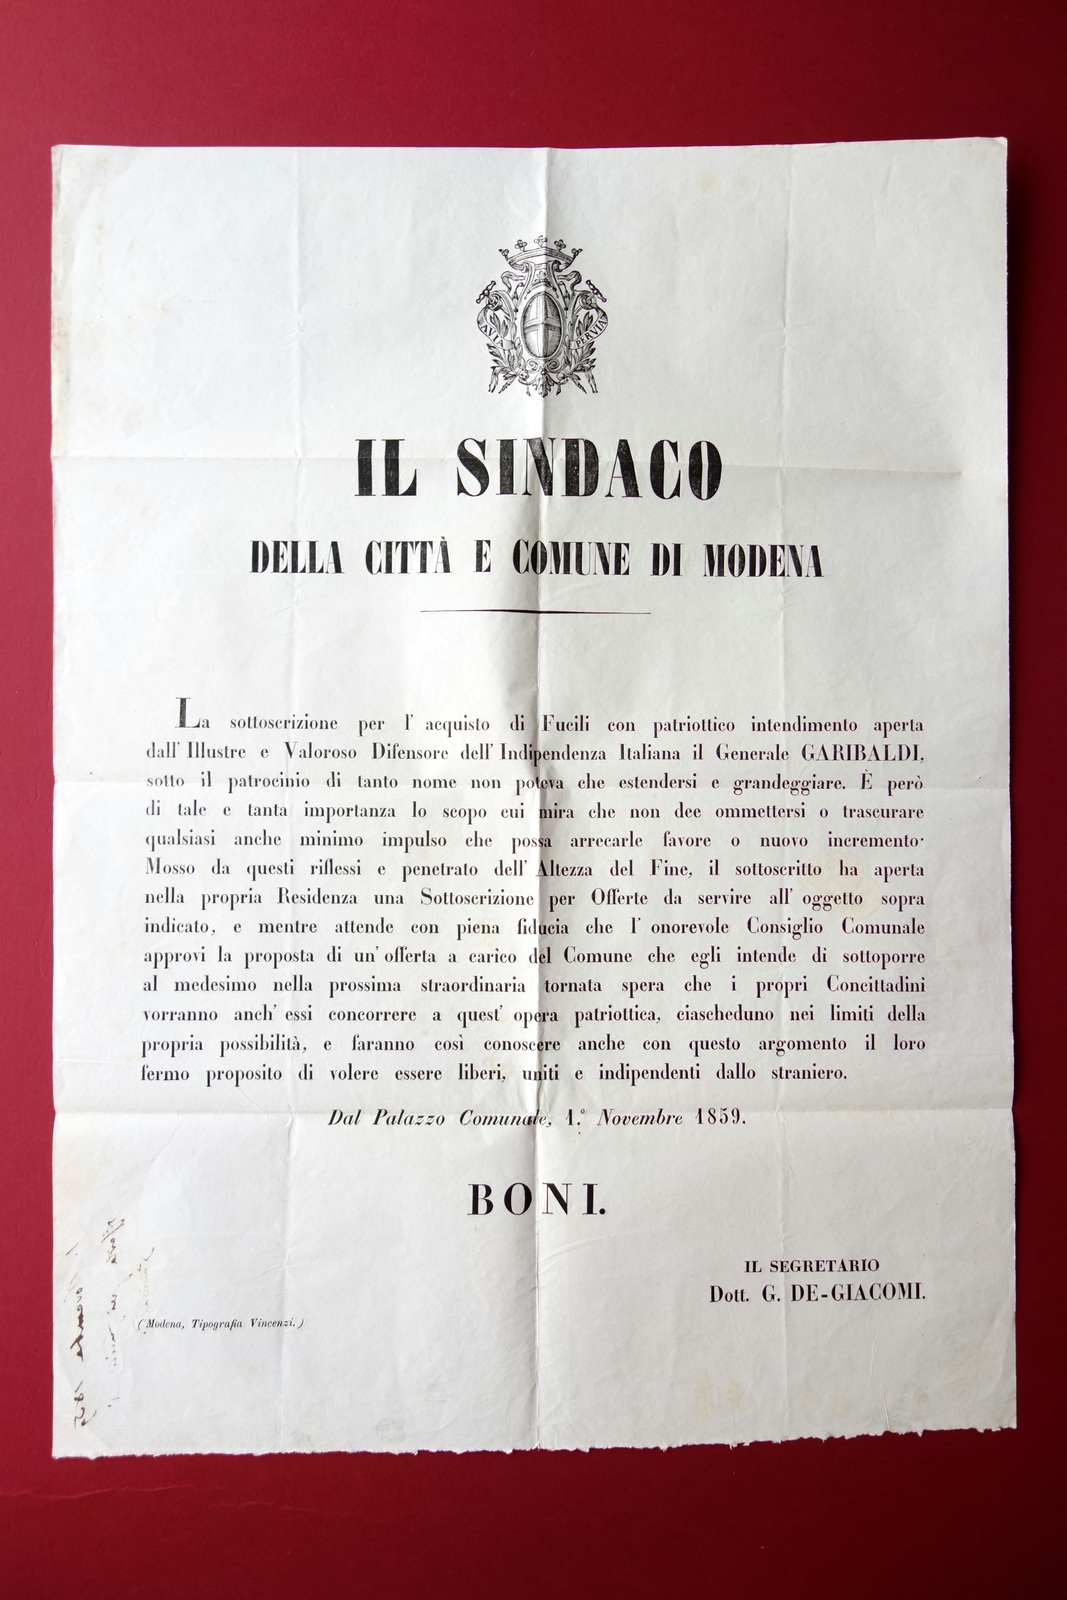 AVIA PERVIA
IL SINDACO
DELLA CITTÀ E COMUNE DI MODENA
La sottoscrizione per l' acquisto di Fucili con patriottico intendimento aperta
dall' Illustre e Valoroso Difensore dell' Indipendenza Italiana il Generale GARIBALDI,
sotto il patrocinio di tanto nome non poteva che estendersi e grandeggiare. È però
di tale e tanta importanza lo scopo cui mira che non dee ommettersi o trascurare
qualsiasi anche minimo impulso che possa arrecarle favore o nuovo incremento.
Mosso da questi riflessi e penetrato dell' Altezza del Fine, il sottoscritto ha aperta
nella propria Residenza una Sottoscrizione per Offerte da servire all' oggetto sopra
indicato, e mentre attende con piena fiducia che l' onorevole Consiglio Comunale
approvi la proposta di un' offerta a carico del Comune che egli intende di sottoporre
al medesimo nella prossima straordinaria tornata spera che i propri Concittadini
vorranno anch' essi concorrere a quest' opera patriottica, ciascheduno nei limiti della
propria possibilità, e faranno così conoscere anche con questo argomento il loro
fermo proposito di volere essere liberi, uniti e indipendenti dallo straniero.
Dal Palazzo Comunale, 1.° Novembre 1859.
BONI.
IL SEGRETARIO
Dott. G. DE-GIACOMI.
(Modena, Tipografia Vincenzi.)